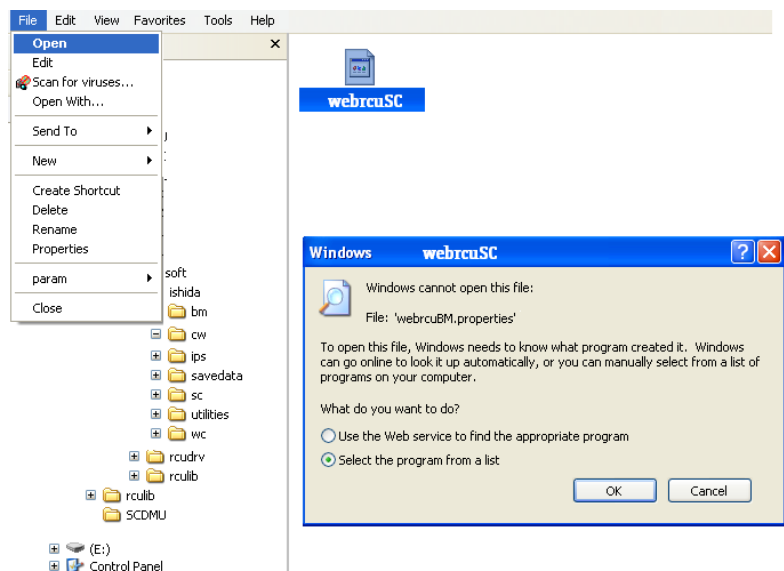 File Edit View Favorites Tools Help
Open
Edit
Scan for viruses...
Open With...
Send To
New
Create Shortcut
Delete
Rename
Properties
param
Close
soft
ishida
bm
cw
ips
savedata
sc
utilities
wc
rcudrv
rculib
rculib
SCDMU
(E:)
Control Panel
webrcuSC
Windows webrcuSC
Windows cannot open this file:
File: 'webrcuBM.properties'
To open this file, Windows needs to know what program created it. Windows
can go online to look it up automatically, or you can manually select from a list of
programs on your computer.
What do you want to do?
Use the Web service to find the appropriate program
Select the program from a list
OK Cancel